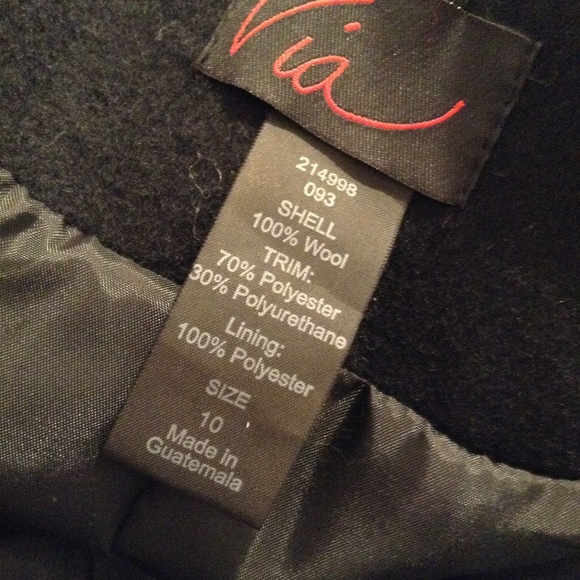 Via
214998
093
SHELL
100% Wool
TRIM:
70% Polyester
30% Polyurethane
Lining:
100% Polyester
SIZE
10
Made in
Guatemala